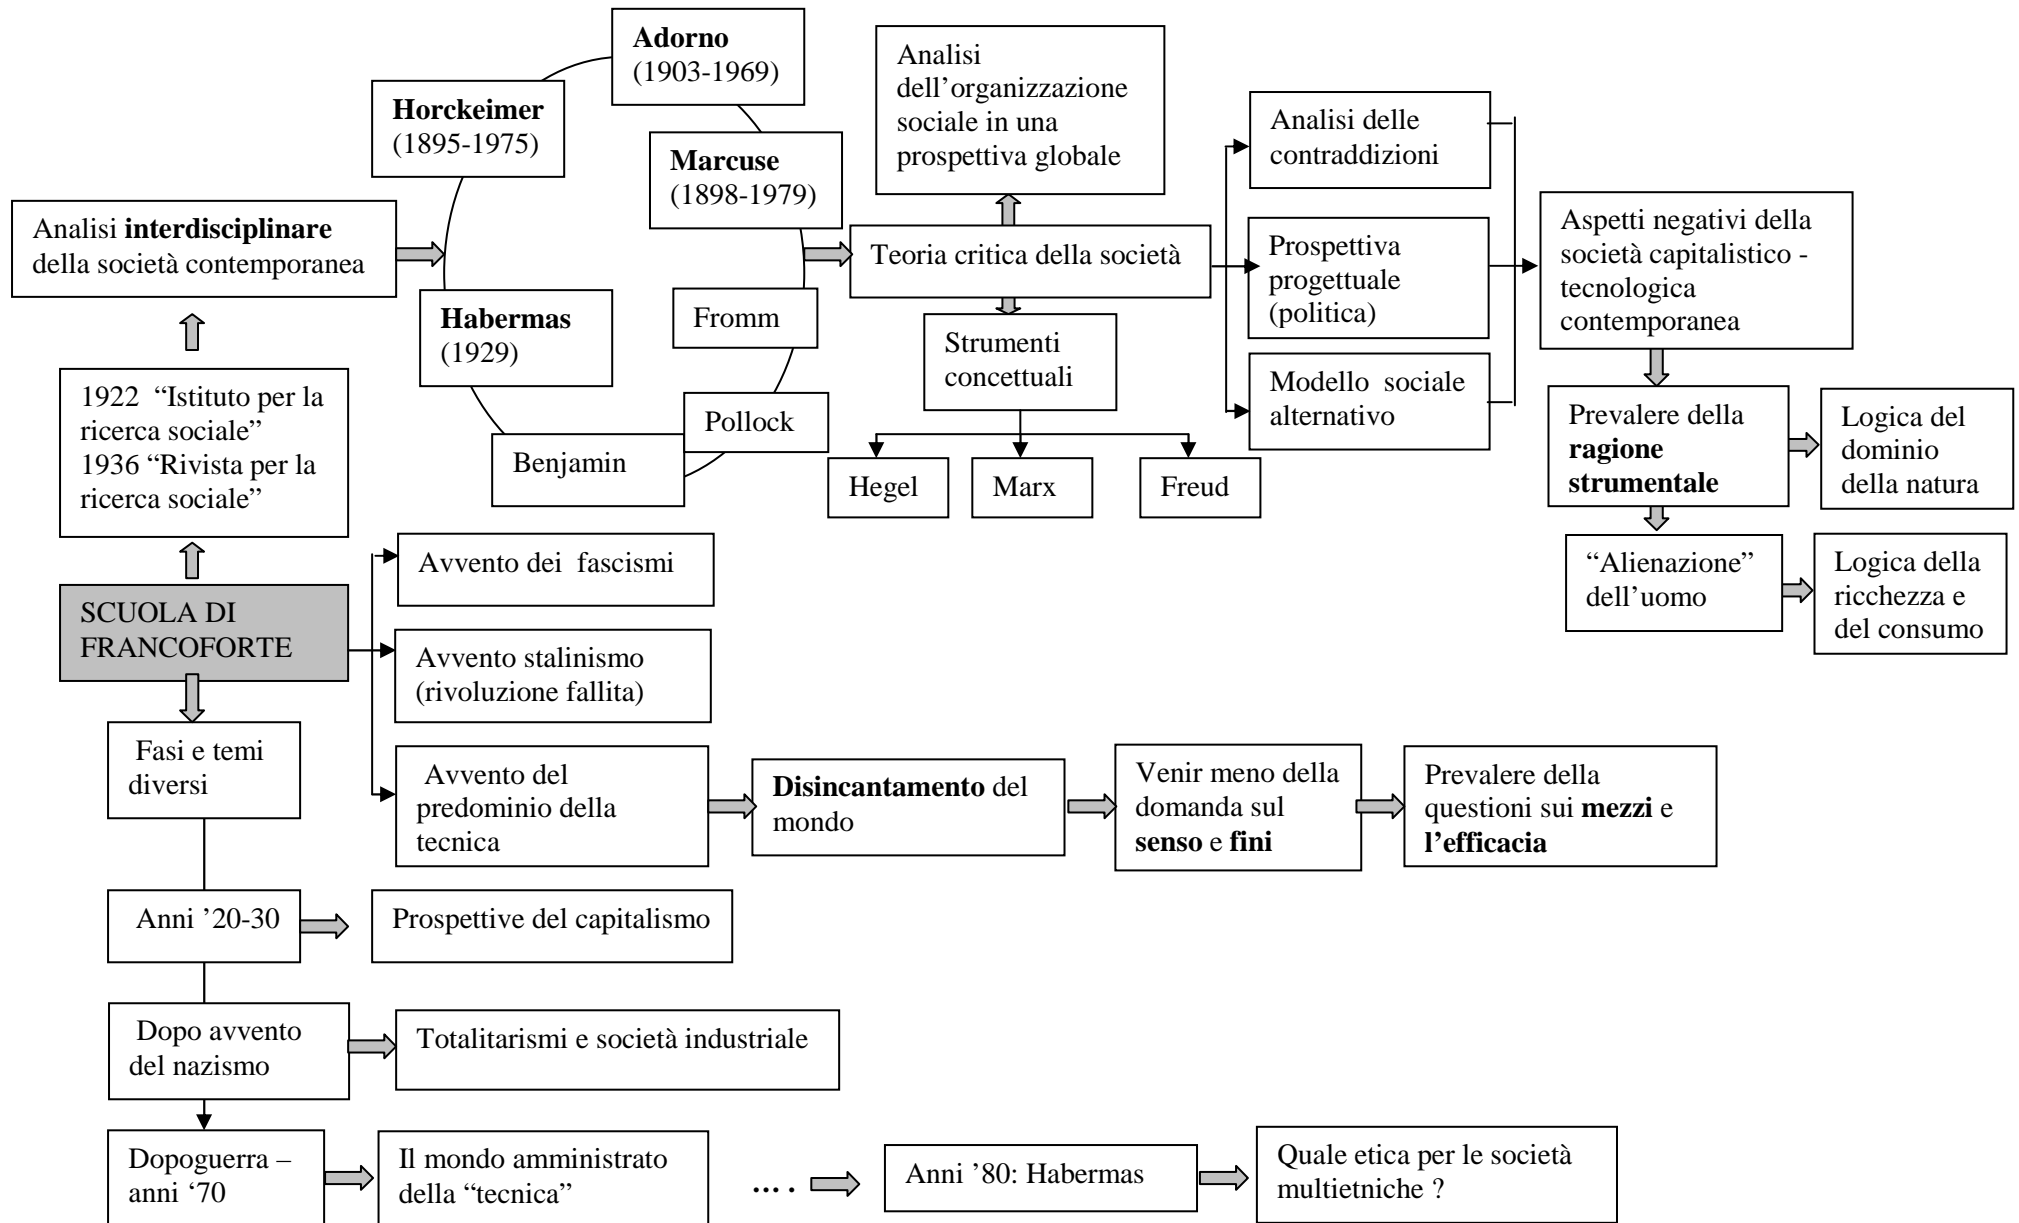 Adorno
(1903-1969)
Horckeimer
(1895-1973)
Marcuse
(1898-1979)
Analisi
dell’organizzazione
sociale in una
prospettiva globale
Analisi delle
contraddizioni
Analisi interdisciplinare
della società contemporanea
Teoria critica della società
Prospettiva
progettuale
(politica)
Aspetti negativi della
società capitalistico -
tecnologica
contemporanea
Habermas
(1929)
Fromm
Strumenti
concettuali
Modello sociale
alternativo
1922 “Istituto per la
ricerca sociale”
1936 “Rivista per la
ricerca sociale”
Pollock
Benjamin
Hegel
Marx
Freud
Prevalere della
ragione
strumentale
Logica del
dominio
della natura
“Alienazione”
dell’uomo
Logica della
ricchezza e
del consumo
SCUOLA DI
FRANCOFORTE
Avvento dei fascismi
Avvento stalinismo
(rivoluzione fallita)
Fasi e temi
diversi
Avvento del
predominio della
tecnica
Disincantamento del
mondo
Venir meno della
domanda sul
senso e fini
Prevalere della
questioni sui mezzi e
l’efficacia
Anni ’20-30
Prospettive del capitalismo
Dopo avvento
del nazismo
Totalitarismi e società industriale
Dopoguerra –
anni ‘70
Il mondo amministrato
della “tecnica”
... .
Anni ’80: Habermas
Quale etica per le società
multietniche ?